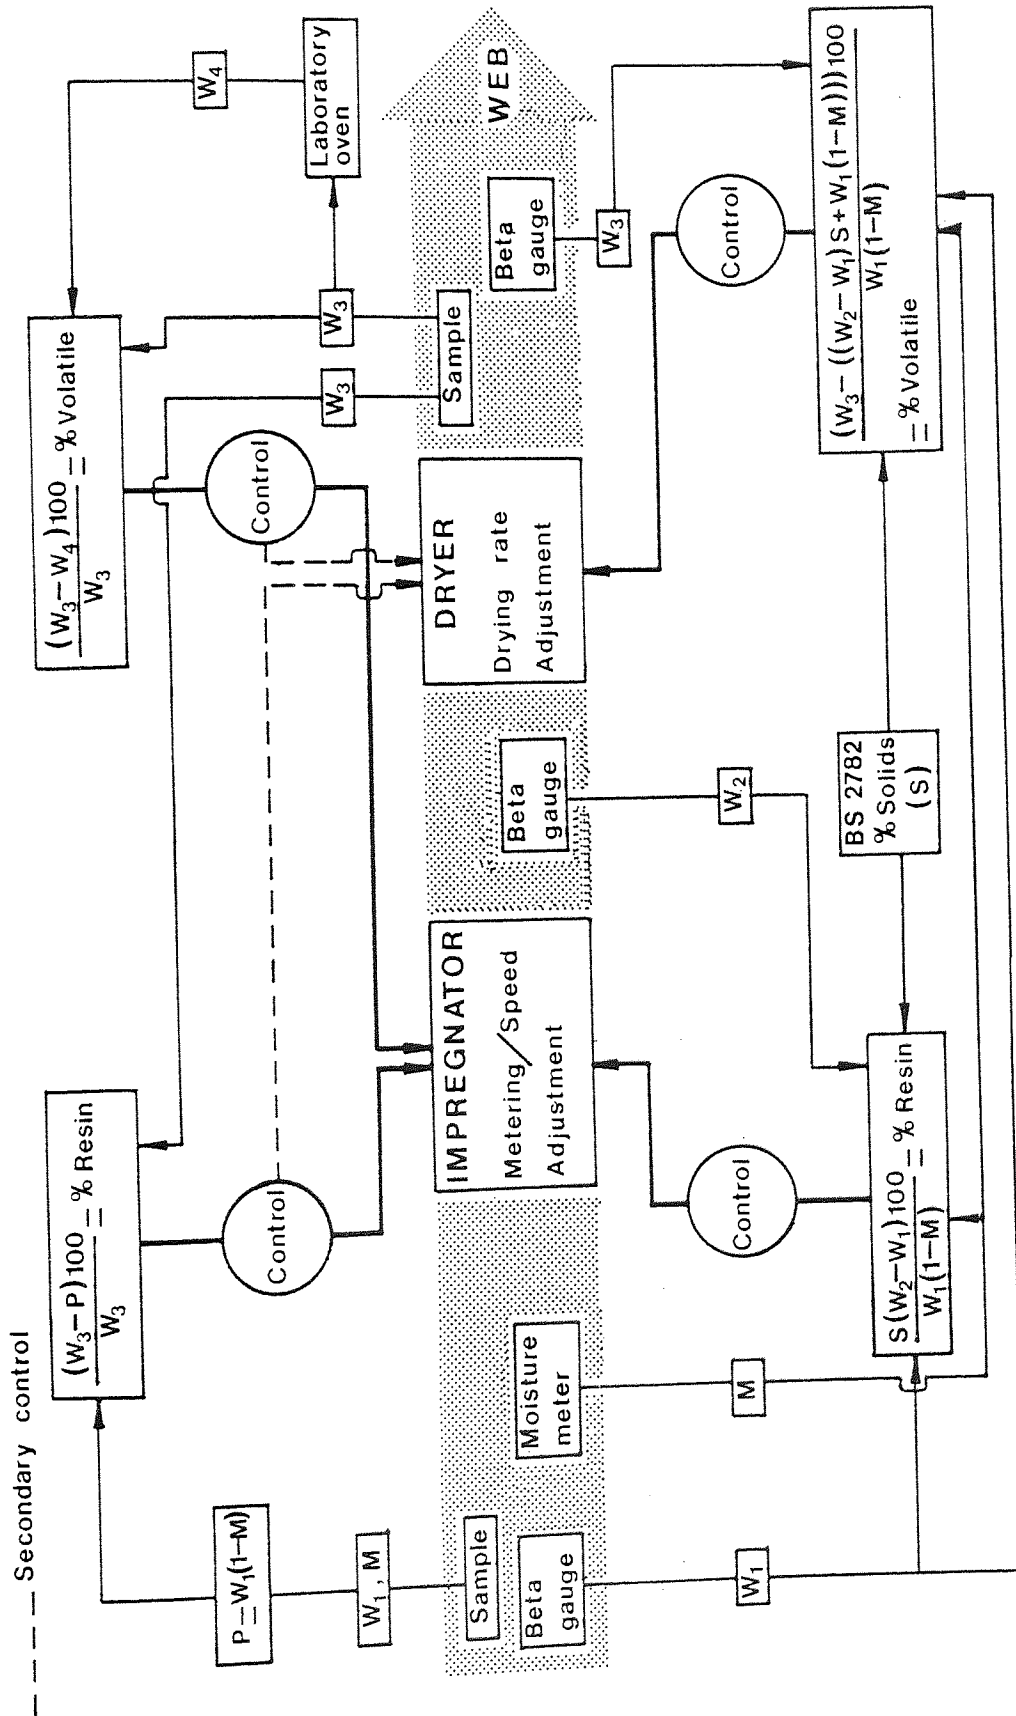 — — — Secondary control
(W₃−P)100
W₃
= % Resin
(W₃−W₄)100
W₃
= % Volatile
P=W₁(1−M)
W₁, M
Control
Control
W₃
W₃
W₄
Laboratory
oven
Sample
Beta
gauge
Moisture
meter
IMPREGNATOR
Metering/Speed
Adjustment
Beta
gauge
DRYER
Drying rate
Adjustment
Sample
Beta
gauge
WEB
W₁
M
Control
W₂
Control
W₃
S(W₂−W₁)100
W₁(1−M)
= % Resin
BS 2782
% Solids
(S)
(W₃−((W₂−W₁)S+W₁(1−M)))100
W₁(1−M)
= % Volatile